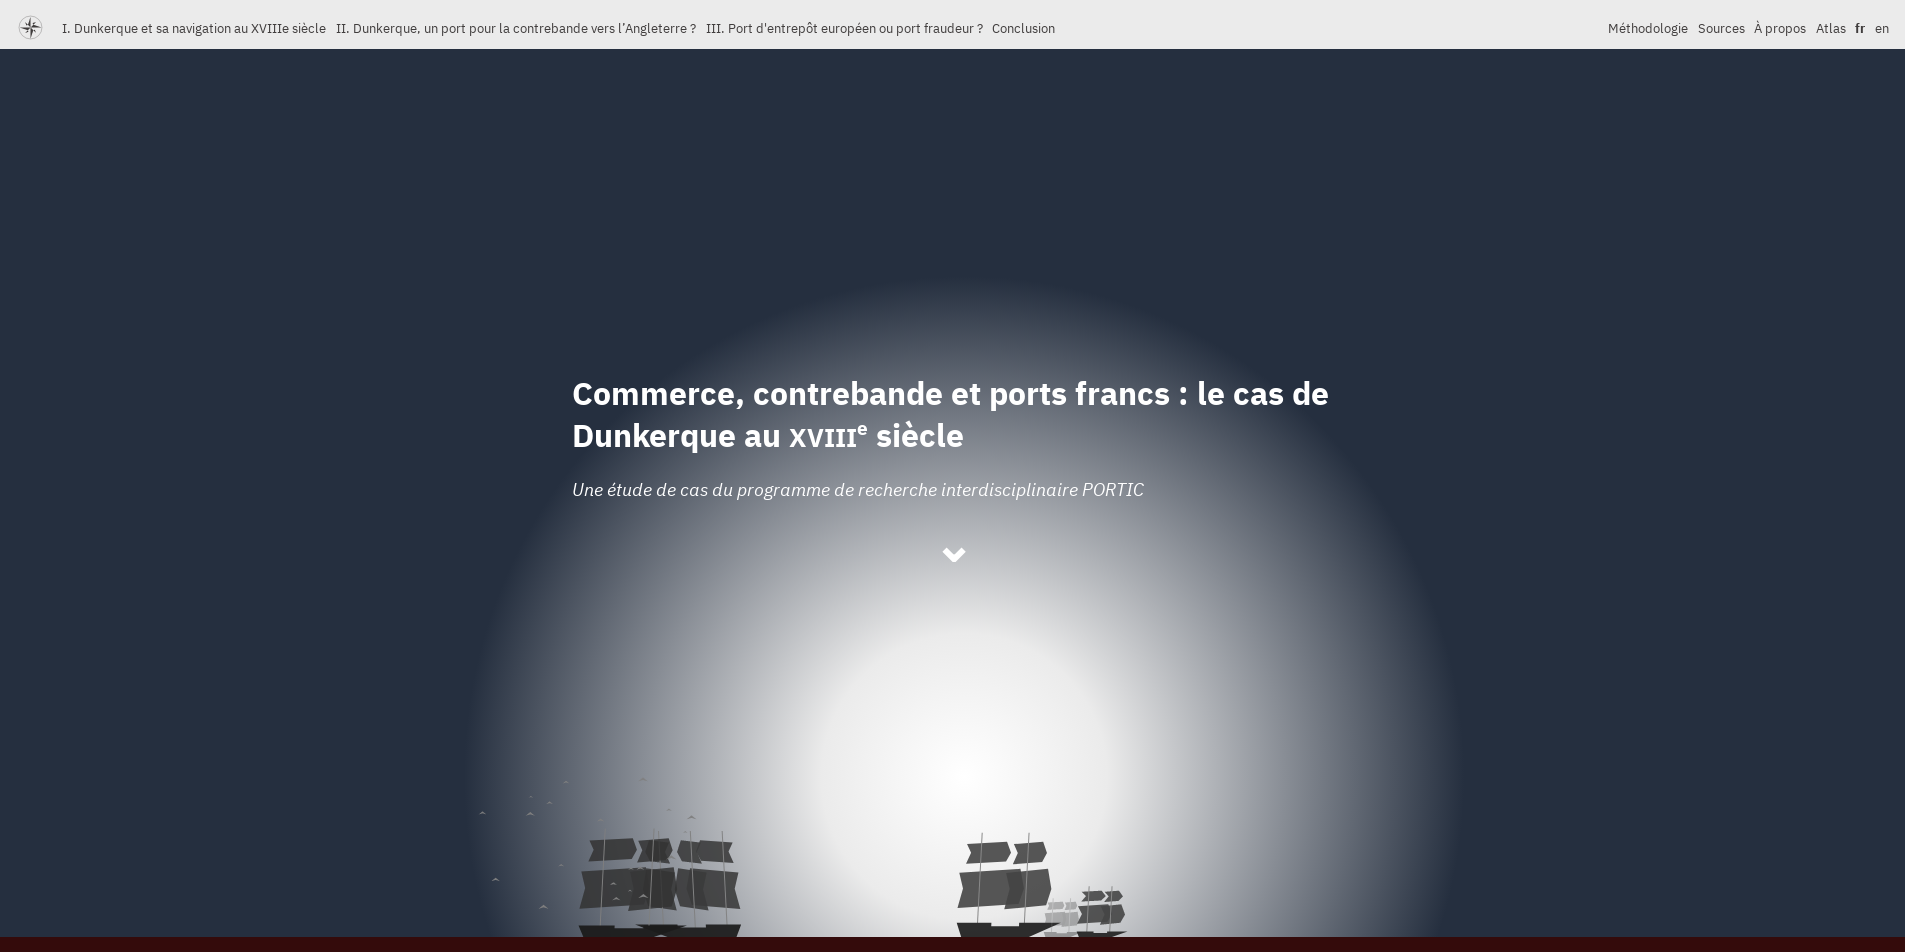 I. Dunkerque et sa navigation au XVIIIe siècle II. Dunkerque, un port pour la contrebande vers l’Angleterre ? III. Port d'entrepôt européen ou port fraudeur ? Conclusion Méthodologie Sources À propos Atlas fr en
Commerce, contrebande et ports francs : le cas de
Dunkerque au XVIIIe siècle
Une étude de cas du programme de recherche interdisciplinaire PORTIC